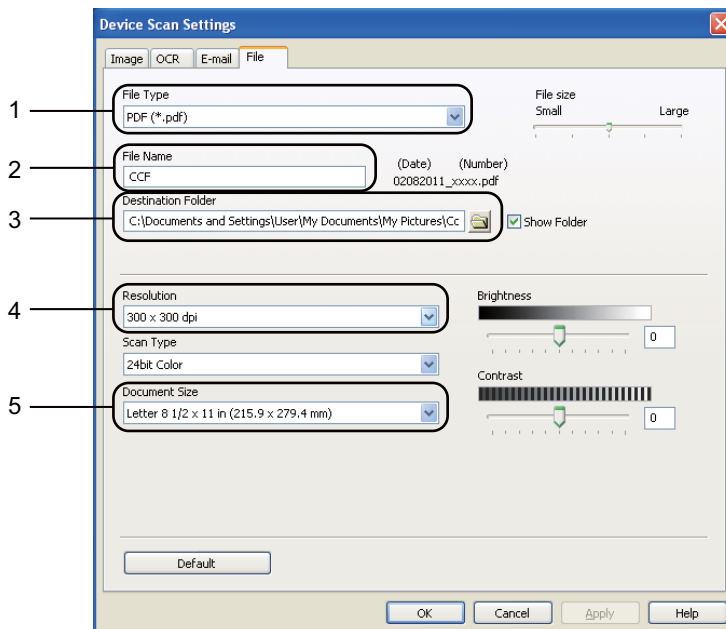 Device Scan Settings
Image OCR E-mail File
1
File Type
PDF (*.pdf)
File size
Small Large
2
File Name
CCF
(Date) (Number)
02082011_xxxx.pdf
3
Destination Folder
C:\Documents and Settings\User\My Documents\My Pictures\Cc
Show Folder
4
Resolution
300 x 300 dpi
Brightness
0
Scan Type
24bit Color
Contrast
0
5
Document Size
Letter 8 1/2 x 11 in (215.9 x 279.4 mm)
Default
OK Cancel Apply Help